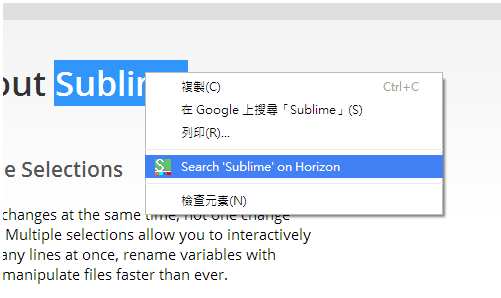 out Sublim
複製(C) Ctrl+C
在 Google 上搜尋「Sublime」(S)
列印(R)...
Search 'Sublime' on Horizon
檢查元素(N)
e Selections
changes at the same time, not one change
Multiple selections allow you to interactively
any lines at once, rename variables with
manipulate files faster than ever.